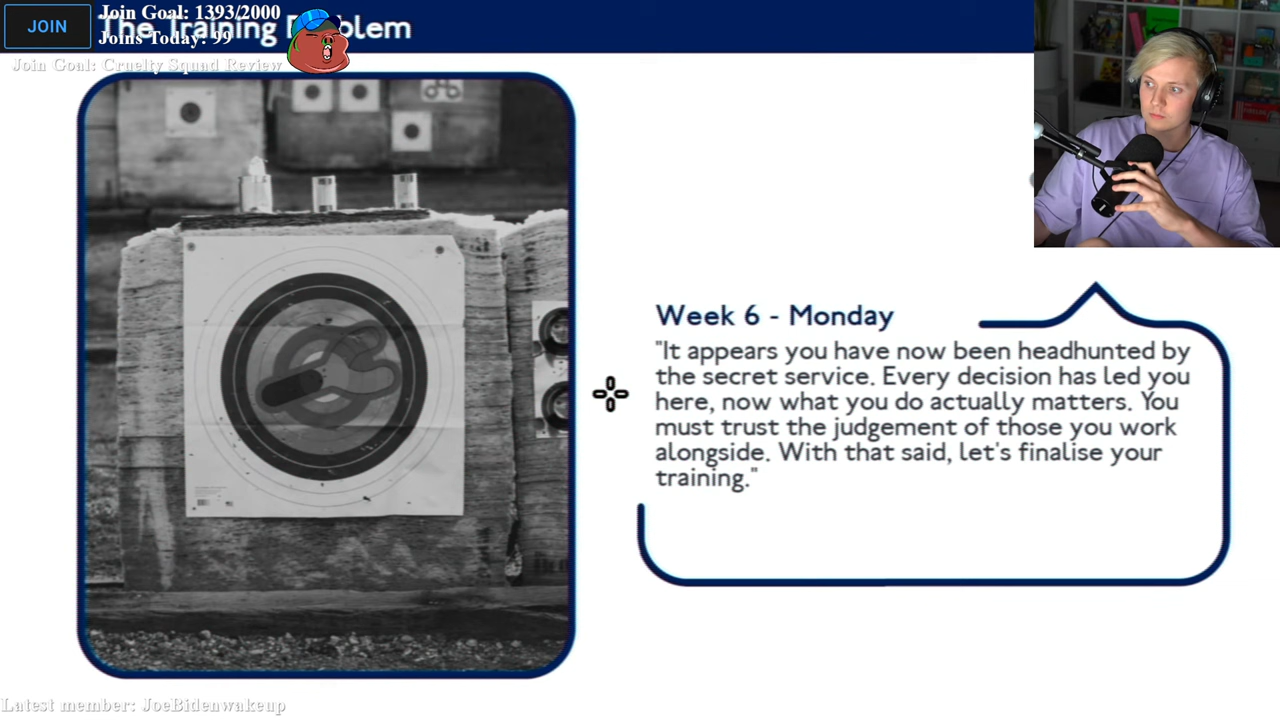 JOIN
Join Goal: 1393/2000
The Training Problem
Joins Today: 99
Join Goal: Cruelty Squad Review
Week 6 - Monday
"It appears you have now been headhunted by
the secret service. Every decision has led you
here, now what you do actually matters. You
must trust the judgement of those you work
alongside. With that said, let's finalise your
training."
Latest member: JoeBidenwakeup